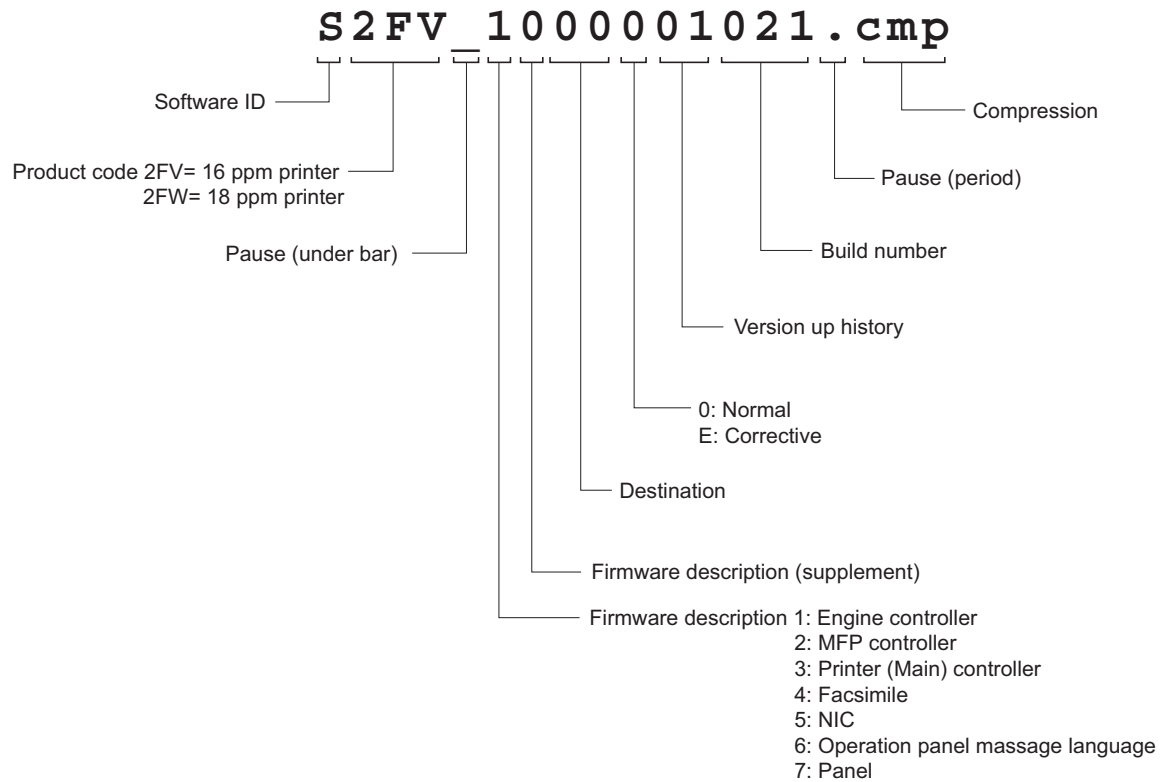 S2FV_1000001021.cmp
Software ID
Compression
Product code 2FV= 16 ppm printer
2FW= 18 ppm printer
Pause (period)
Pause (under bar)
Build number
Version up history
0: Normal
E: Corrective
Destination
Firmware description (supplement)
Firmware description 1: Engine controller
2: MFP controller
3: Printer (Main) controller
4: Facsimile
5: NIC
6: Operation panel massage language
7: Panel